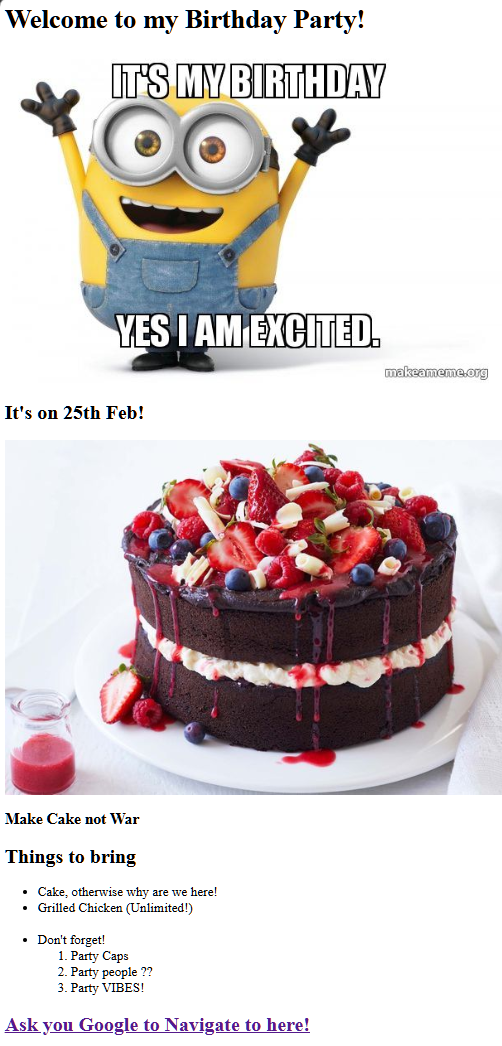 Welcome to my Birthday Party!
IT'S MY BIRTHDAY
YES I AM EXCITED.
makeameme.org
It's on 25th Feb!
Make Cake not War
Things to bring
• Cake, otherwise why are we here!
• Grilled Chicken (Unlimited!)
• Don't forget!
1. Party Caps
2. Party people ??
3. Party VIBES!
Ask you Google to Navigate to here!